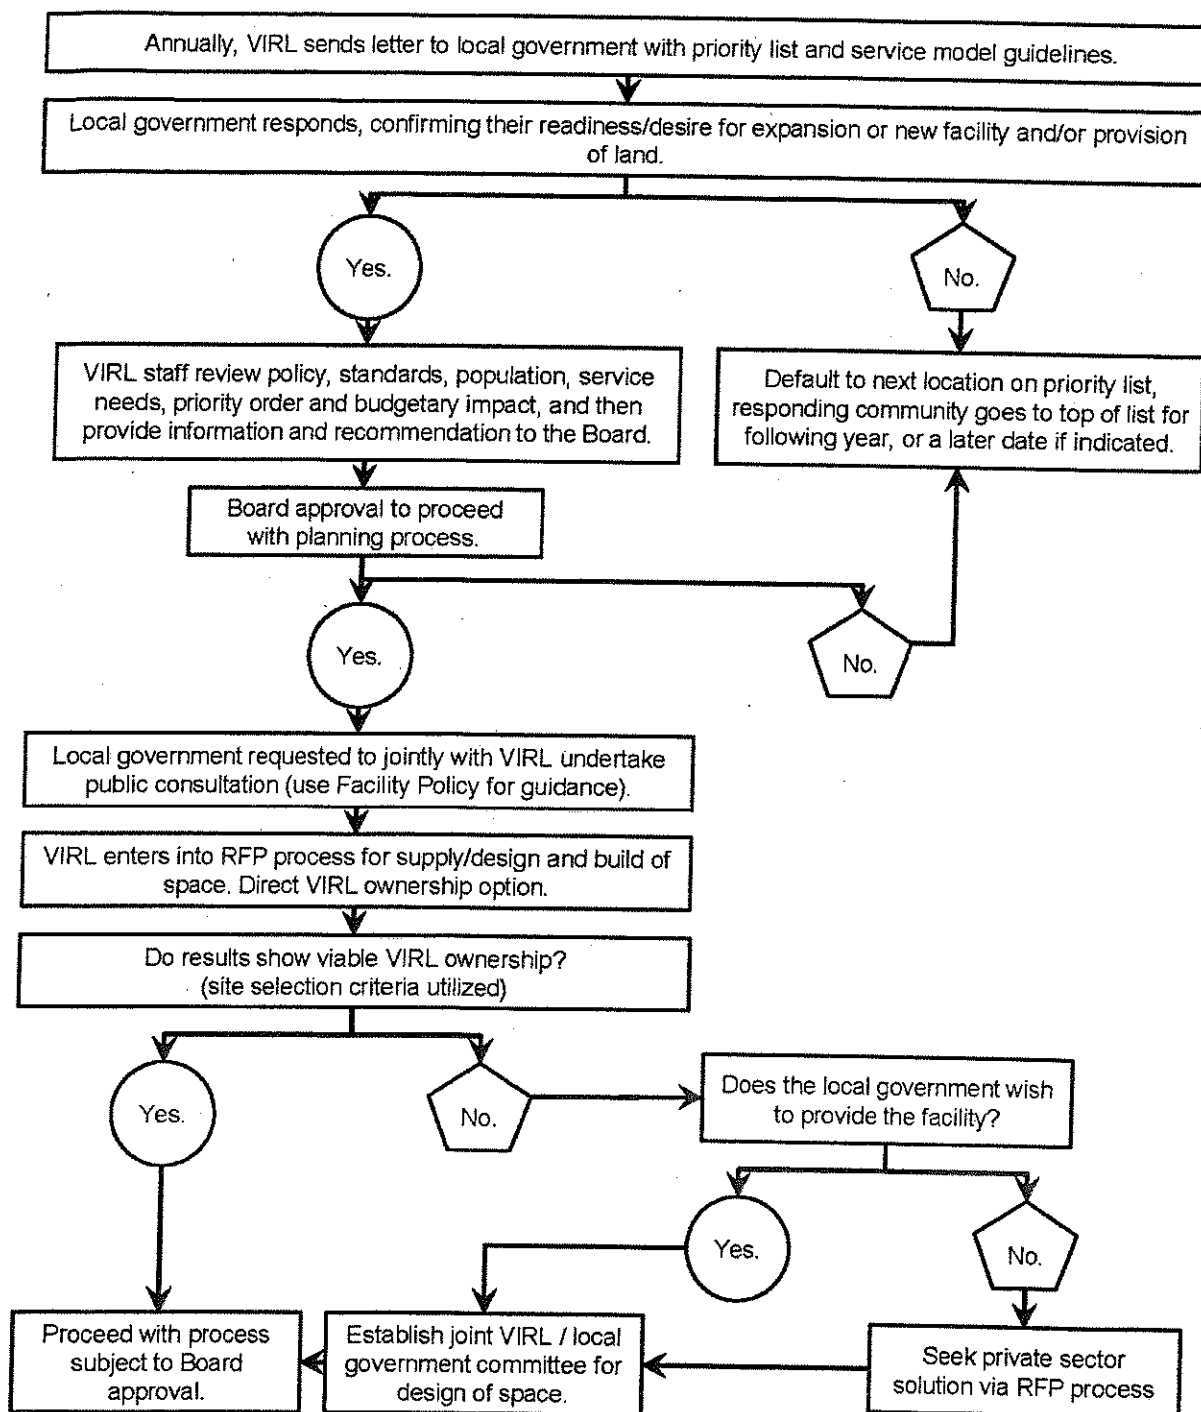 Annually, VIRL sends letter to local government with priority list and service model guidelines.
Local government responds, confirming their readiness/desire for expansion or new facility and/or provision
of land.
Yes.
No.
VIRL staff review policy, standards, population, service
needs, priority order and budgetary impact, and then
provide information and recommendation to the Board.
Default to next location on priority list,
responding community goes to top of list for
following year, or a later date if indicated.
Board approval to proceed
with planning process.
Yes.
No.
Local government requested to jointly with VIRL undertake
public consultation (use Facility Policy for guidance).
VIRL enters into RFP process for supply/design and build of
space. Direct VIRL ownership option.
Do results show viable VIRL ownership?
(site selection criteria utilized)
Yes.
No.
Does the local government wish
to provide the facility?
Yes.
No.
Proceed with process
subject to Board
approval.
Establish joint VIRL / local
government committee for
design of space.
Seek private sector
solution via RFP process